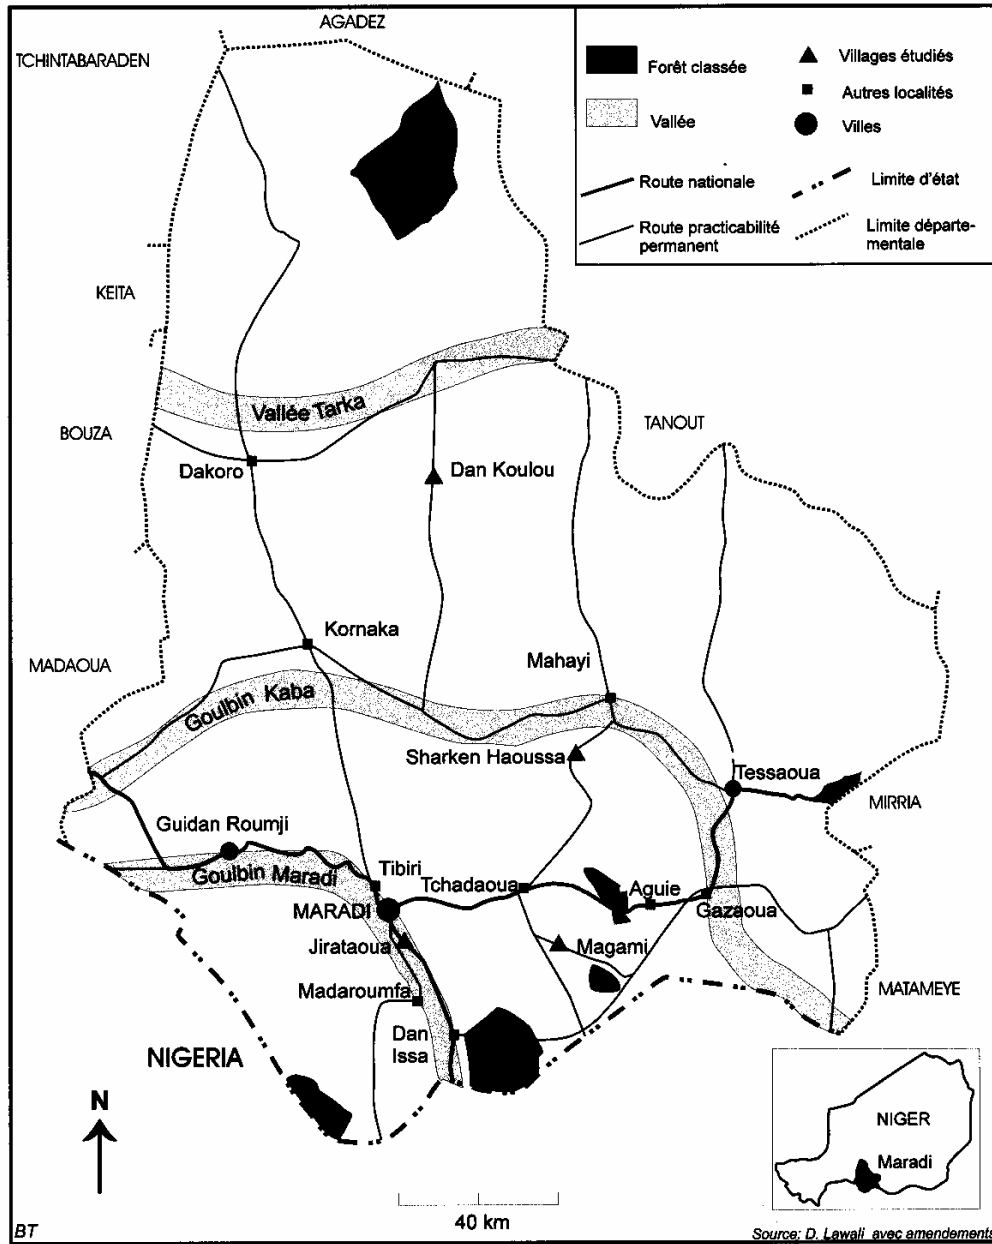 AGADEZ
TCHINTABARADEN
Forêt classée
Villages étudiés
Autres localités
Vallée
Villes
Route nationale
Limite d'état
Route practicabilité
permanent
Limite départe-
mentale
KEITA
Vallée Tarka
BOUZA
TANOUT
Dakoro
Dan Koulou
Kornaka
Mahayi
MADAOUA
Goulbin Kaba
Sharken Haoussa
Tessaoua
MIRRIA
Guidan Roumji
Goulbin Maradi
Tibiri
Tchadaoua
Aguie
MARADI
Gazaoua
Jirataoua
Magami
Madaroumfa
MATAMEYE
Dan
Issa
NIGERIA
N
NIGER
Maradi
40 km
BT
Source: D. Lawali avec amendements